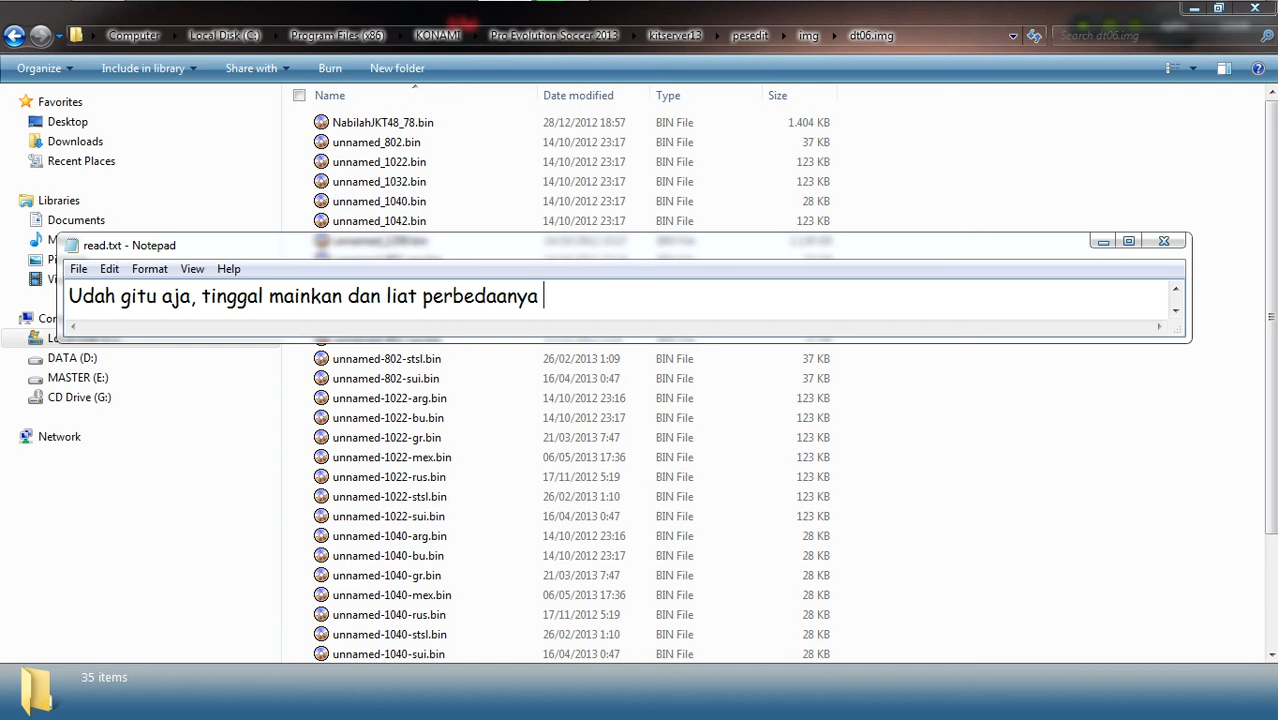 Computer
Local Disk (C:)
Program Files (x86)
KONAMI
Pro Evolution Soccer 2013
kitserver13
pesedit
img
dt06.img
Search dt06.img
Organize
Include in library
Share with
Burn
New folder
Favorites
Desktop
Downloads
Recent Places
Libraries
Documents
DATA (D:)
MASTER (E:)
CD Drive (G:)
Network
Name Date modified Type Size
NabilahJKT48_78.bin 28/12/2012 18:57 BIN File 1.404 KB
unnamed_802.bin 14/10/2012 23:17 BIN File 37 KB
unnamed_1022.bin 14/10/2012 23:17 BIN File 123 KB
unnamed_1032.bin 14/10/2012 23:17 BIN File 123 KB
unnamed_1040.bin 14/10/2012 23:17 BIN File 28 KB
unnamed_1042.bin 14/10/2012 23:17 BIN File 123 KB
read.txt - Notepad
File Edit Format View Help
Udah gitu aja, tinggal mainkan dan liat perbedaanya
unnamed-802-stsl.bin 26/02/2013 1:09 BIN File 37 KB
unnamed-802-sui.bin 16/04/2013 0:47 BIN File 37 KB
unnamed-1022-arg.bin 14/10/2012 23:16 BIN File 123 KB
unnamed-1022-bu.bin 14/10/2012 23:17 BIN File 123 KB
unnamed-1022-gr.bin 21/03/2013 7:47 BIN File 123 KB
unnamed-1022-mex.bin 06/05/2013 17:36 BIN File 123 KB
unnamed-1022-rus.bin 17/11/2012 5:19 BIN File 123 KB
unnamed-1022-stsl.bin 26/02/2013 1:10 BIN File 123 KB
unnamed-1022-sui.bin 16/04/2013 0:47 BIN File 123 KB
unnamed-1040-arg.bin 14/10/2012 23:16 BIN File 28 KB
unnamed-1040-bu.bin 14/10/2012 23:17 BIN File 28 KB
unnamed-1040-gr.bin 21/03/2013 7:47 BIN File 28 KB
unnamed-1040-mex.bin 06/05/2013 17:36 BIN File 28 KB
unnamed-1040-rus.bin 17/11/2012 5:19 BIN File 28 KB
unnamed-1040-stsl.bin 26/02/2013 1:10 BIN File 28 KB
unnamed-1040-sui.bin 16/04/2013 0:47 BIN File 28 KB
35 items